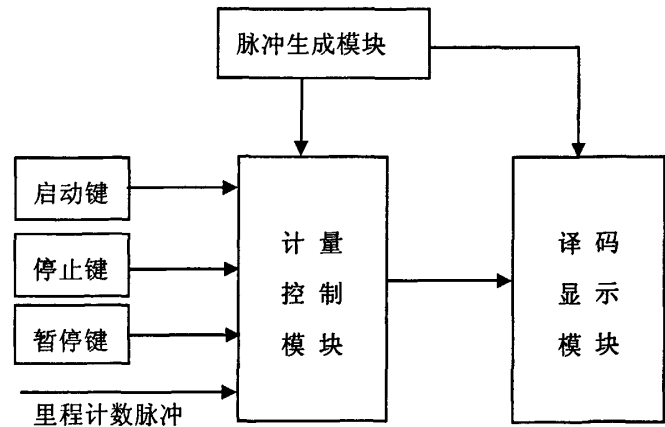 脉冲生成模块
启动键
停止键
暂停键
里程计数脉冲
计 量
控 制
模 块
译 码
显 示
模 块